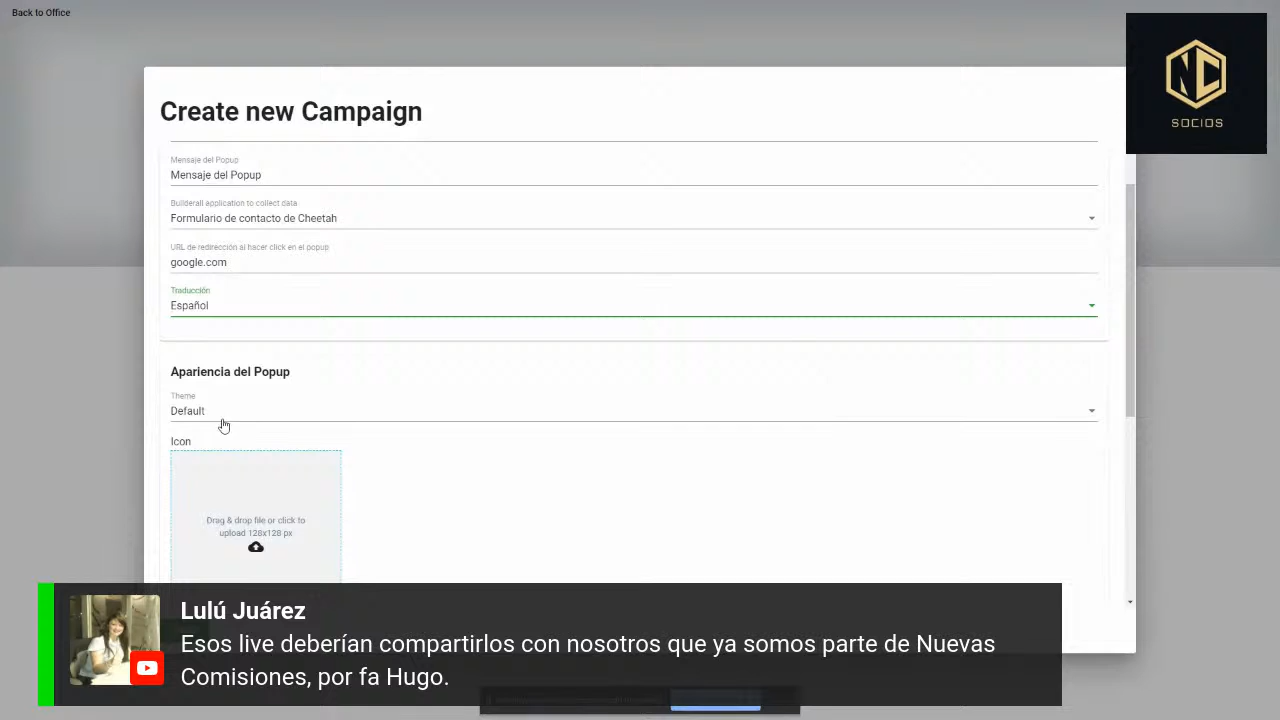 Back to Office
NC
SOCIOS
Create new Campaign
Mensaje del Popup
Mensaje del Popup
Builderall application to collect data
Formulario de contacto de Cheetah
URL de redirección al hacer click en el popup
google.com
Traducción
Español
Apariencia del Popup
Theme
Default
Icon
Drag & drop file or click to
upload 128x128 px
Lulú Juárez
Esos live deberían compartirlos con nosotros que ya somos parte de Nuevas
Comisiones, por fa Hugo.